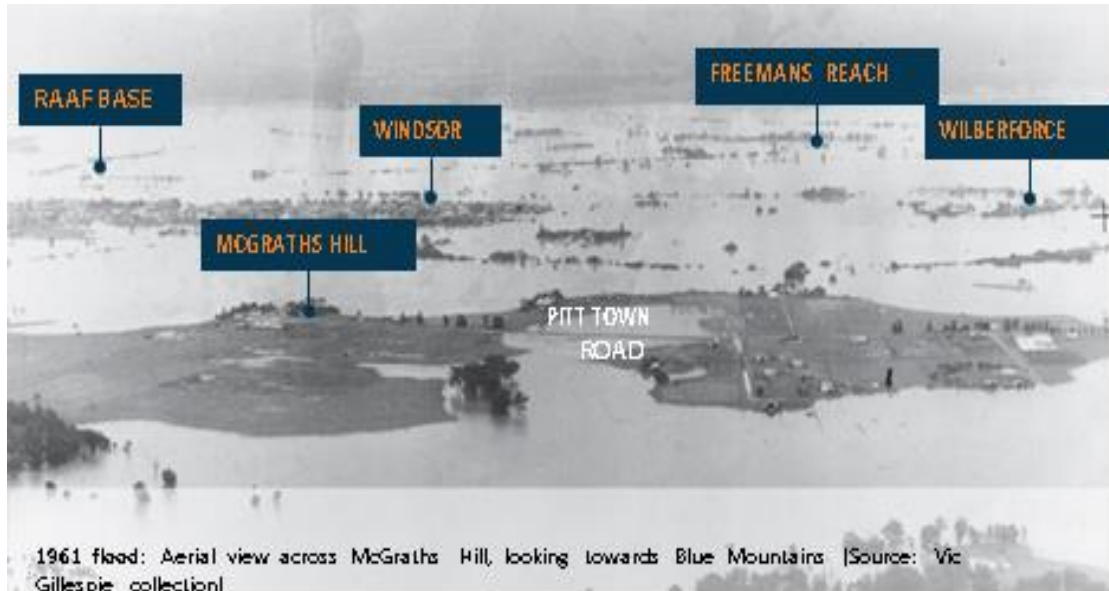 FREEMANS REACH
RAAF BASE
WINDSOR
WILBERFORCE
MCGRATHS HILL
PITT TOWN
ROAD
1961 flood: Aerial view across McGraths Hill, looking towards Blue Mountains (Source: Vic
Gillespie collection)